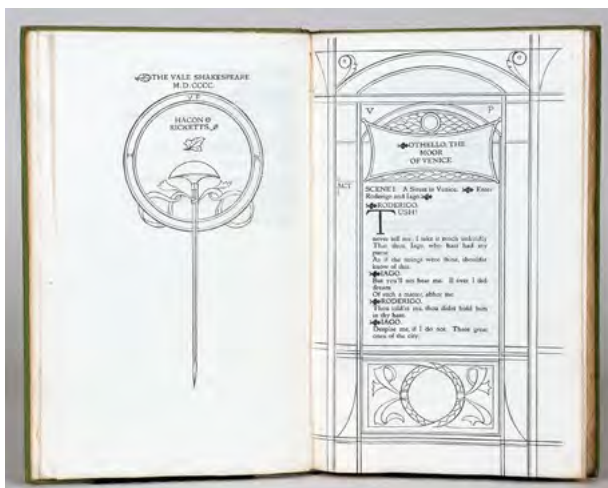 THE VALE SHAKESPEARE
M.D.CCCC.
V P
HACON &
RICKETTS
V P
OTHELLO, THE
MOOR
OF VENICE
ACT
SCENE I. A Street in Venice. Enter
Roderigo and Iago
RODERIGO.
TUSH!
never tell me; I take it much unkindly
That thou, Iago, who hast had my
purse
As if the strings were thine, shouldst
know of this.
IAGO.
But you'll not hear me. If ever I did
dream
Of such a matter, abhor me.
RODERIGO.
Thou toldst me, thou didst hold him
in thy hate.
IAGO.
Despise me, if I do not. Three great
ones of the city,